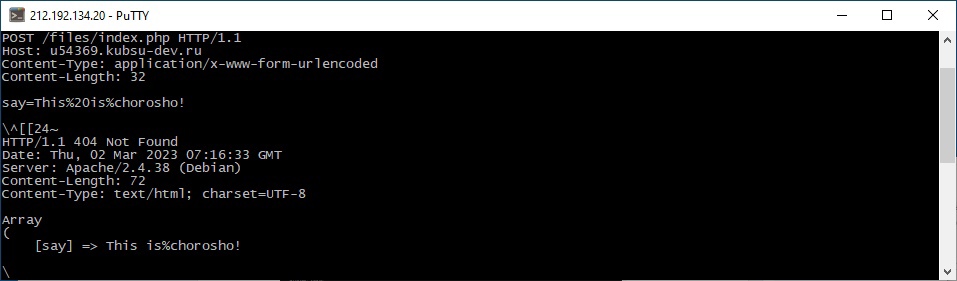 212.192.134.20 - PuTTY
POST /files/index.php HTTP/1.1
Host: u54369.kubsu-dev.ru
Content-Type: application/x-www-form-urlencoded
Content-Length: 32
say=This%20is%chorosho!
\^[[24~
HTTP/1.1 404 Not Found
Date: Thu, 02 Mar 2023 07:16:33 GMT
Server: Apache/2.4.38 (Debian)
Content-Length: 72
Content-Type: text/html; charset=UTF-8
Array
(
    [say] => This is%chorosho!
\